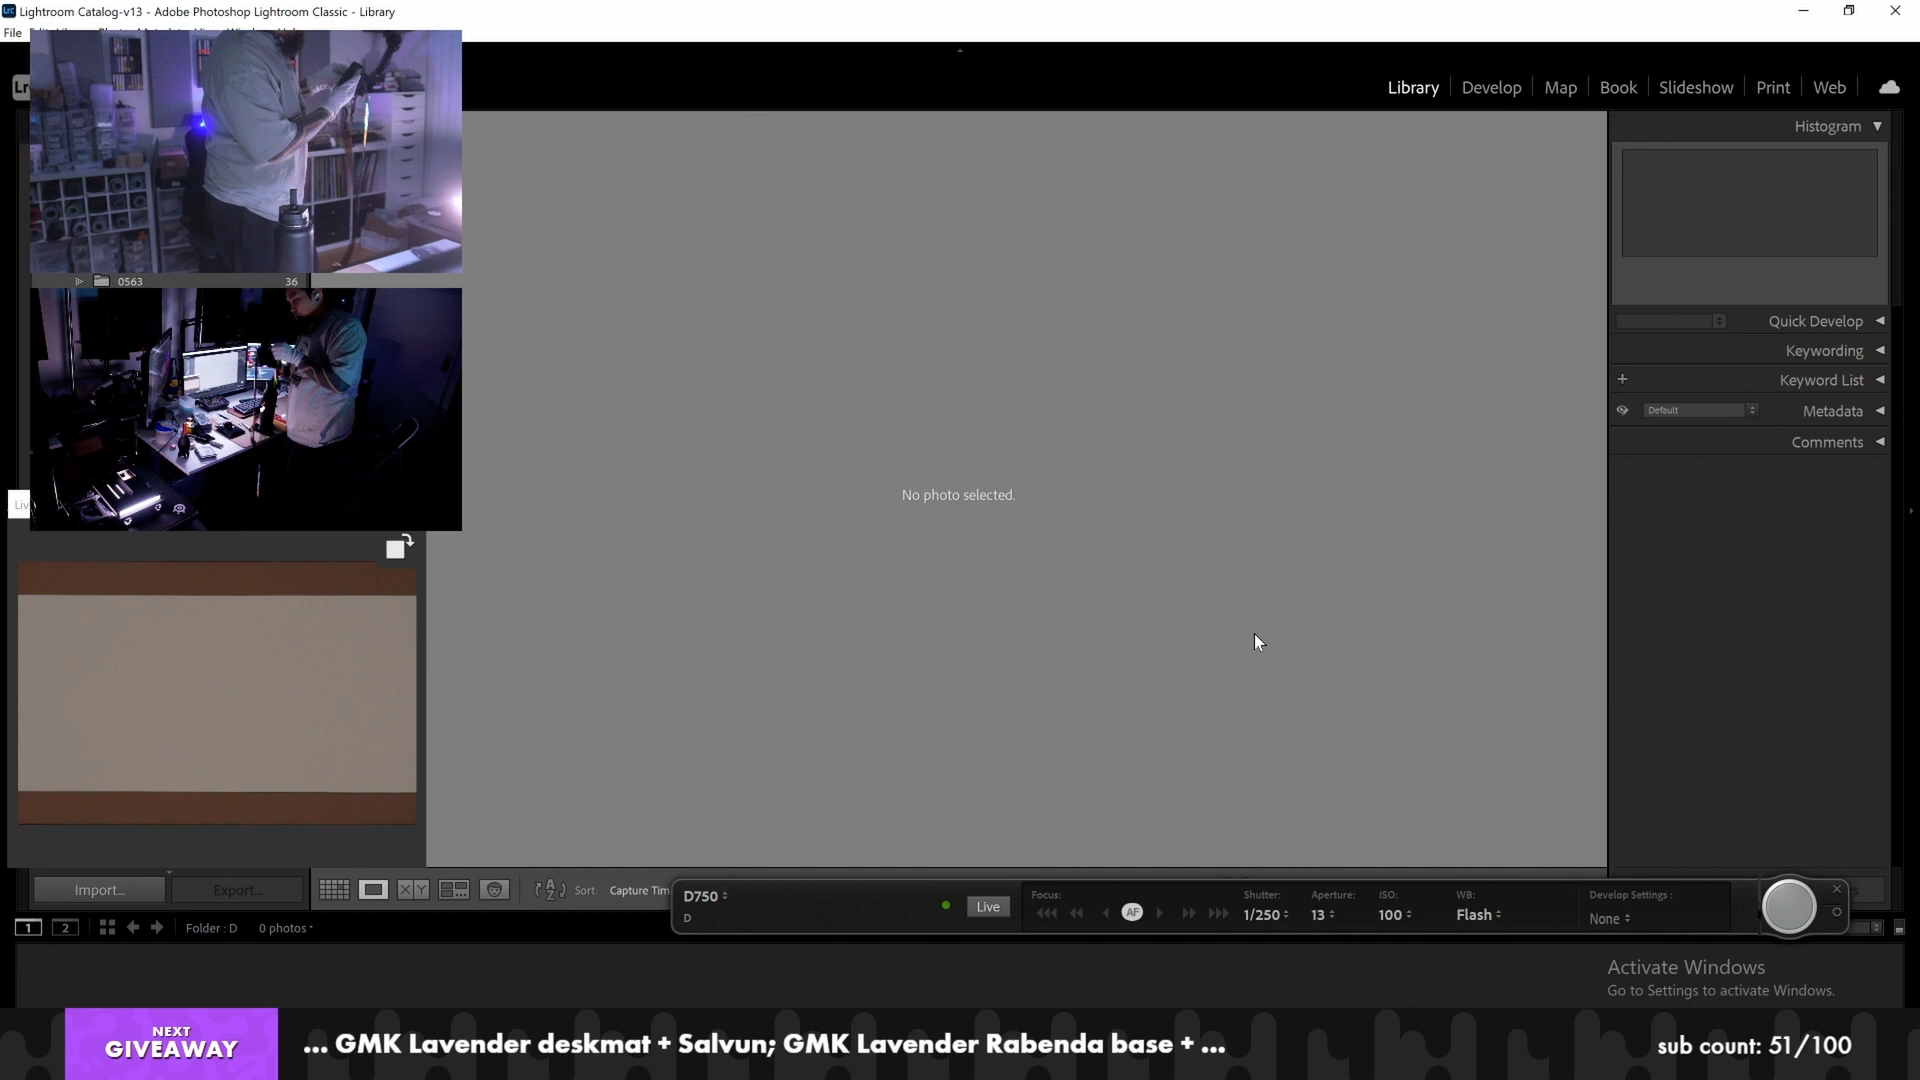 Lrc Lightroom Catalog-v13 - Adobe Photoshop Lightroom Classic - Library
File
Library | Develop | Map | Book | Slideshow | Print | Web
Histogram
0563 36
Quick Develop
Keywording
+ Keyword List
Default Metadata
Comments
No photo selected.
Liv
Import...
Export...
X Y
Sort: Capture Tim
D750
D
Live
Focus:
AF
Shutter:
1/250
Aperture:
13
ISO:
100
WB:
Flash
Develop Settings :
None
1 2 Folder : D 0 photos
Activate Windows
Go to Settings to activate Windows.
NEXT
GIVEAWAY
... GMK Lavender deskmat + Salvun; GMK Lavender Rabenda base + ...
sub count: 51/100